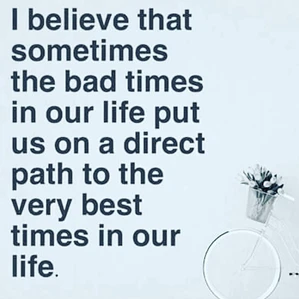 I believe that
sometimes
the bad times
in our life put
us on a direct
path to the
very best
times in our
life.